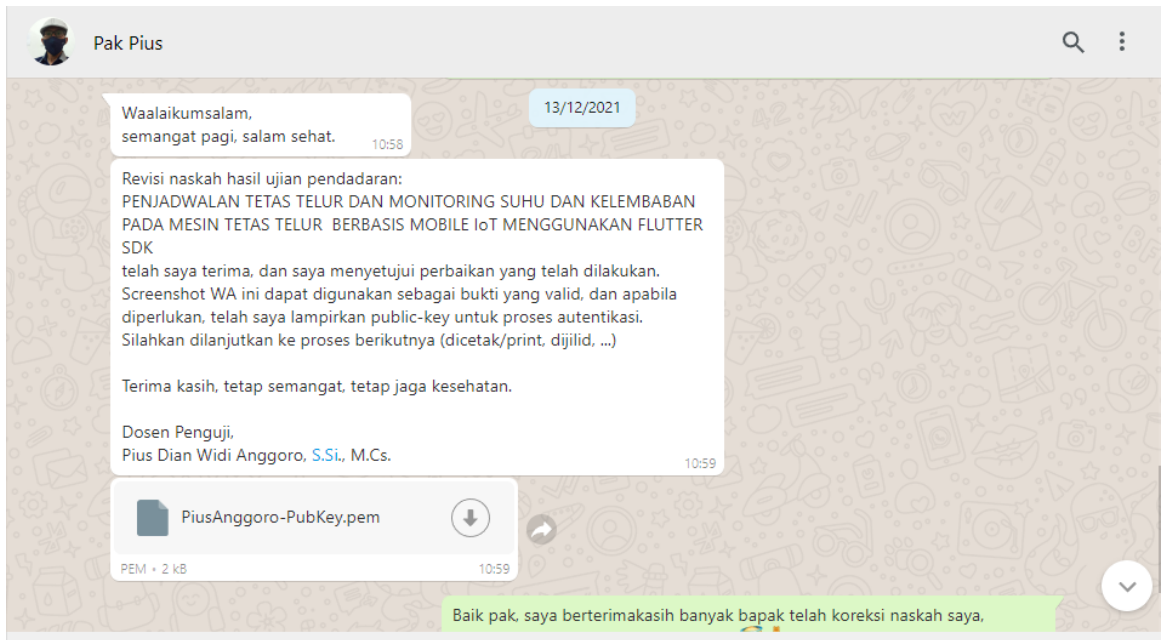 Pak Pius
13/12/2021
Waalaikumsalam,
semangat pagi, salam sehat.
10:58
Revisi naskah hasil ujian pendadaran:
PENJADWALAN TETAS TELUR DAN MONITORING SUHU DAN KELEMBABAN
PADA MESIN TETAS TELUR  BERBASIS MOBILE IoT MENGGUNAKAN FLUTTER
SDK
telah saya terima, dan saya menyetujui perbaikan yang telah dilakukan.
Screenshot WA ini dapat digunakan sebagai bukti yang valid, dan apabila
diperlukan, telah saya lampirkan public-key untuk proses autentikasi.
Silahkan dilanjutkan ke proses berikutnya (dicetak/print, dijilid, ...)
Terima kasih, tetap semangat, tetap jaga kesehatan.
Dosen Penguji,
Pius Dian Widi Anggoro, S.Si., M.Cs.
10:59
PiusAnggoro-PubKey.pem
PEM • 2 kB
10:59
Baik pak, saya berterimakasih banyak bapak telah koreksi naskah saya,